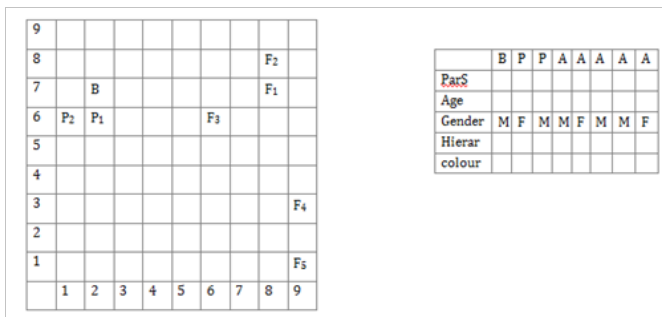 9
8 F₂
7 B F₁
6 P₂ P₁ F₃
5
4
3 F₄
2
1 F₅
1 2 3 4 5 6 7 8 9
B P P A A A A A
ParS
Age
Gender M F M M F M M F
Hierar
colour